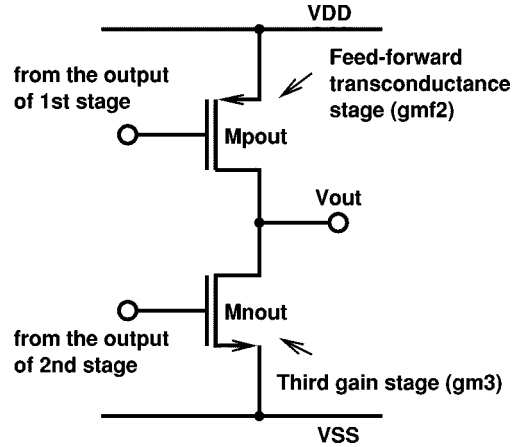 VDD
Feed-forward
transconductance
stage (gmf2)
from the output
of 1st stage
Mpout
Vout
Mnout
from the output
of 2nd stage
Third gain stage (gm3)
VSS